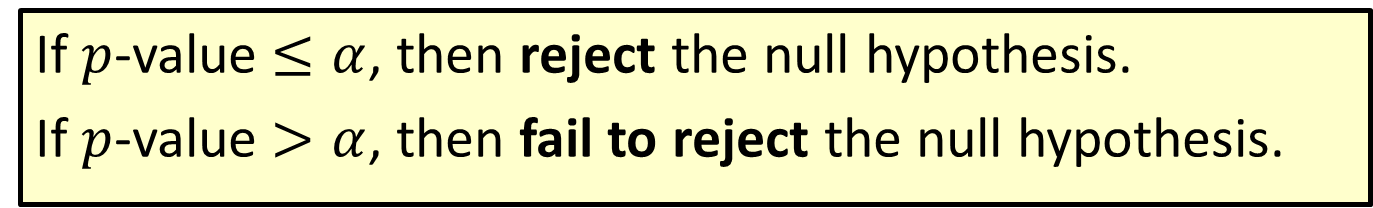 If 𝑝-value ≤ 𝛼, then reject the null hypothesis.
If 𝑝-value > 𝛼, then fail to reject the null hypothesis.